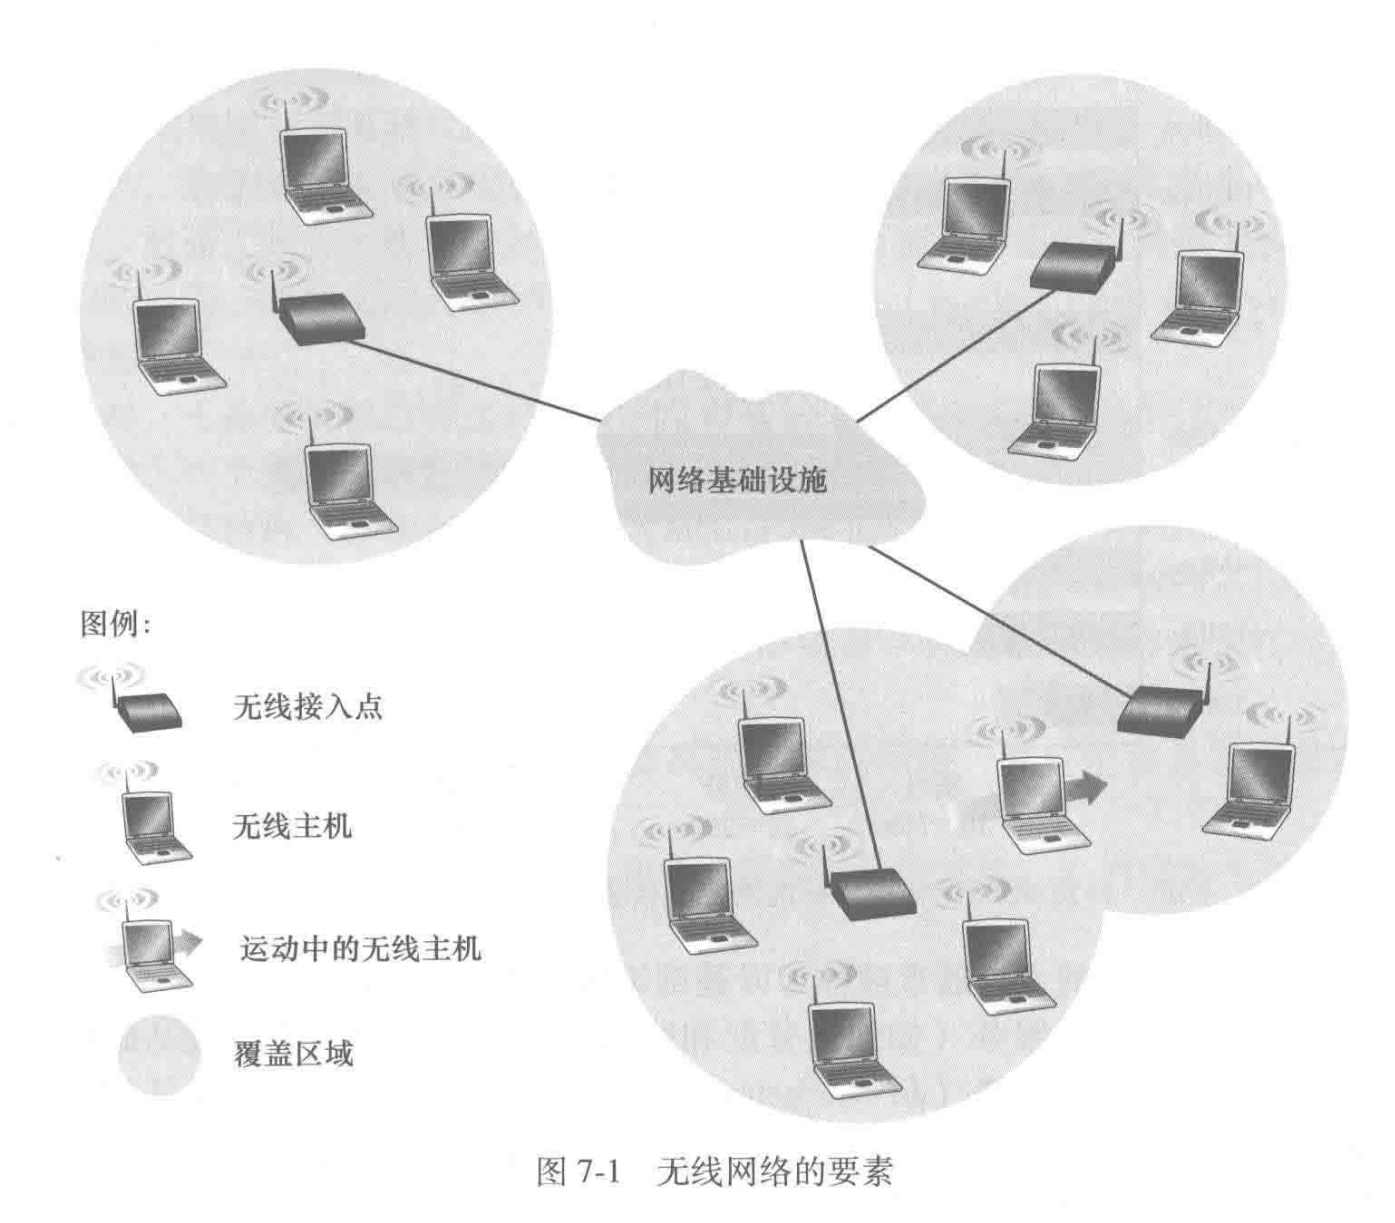 网络基础设施
图例:
无线接入点
无线主机
运动中的无线主机
覆盖区域
图 7-1 无线网络的要素